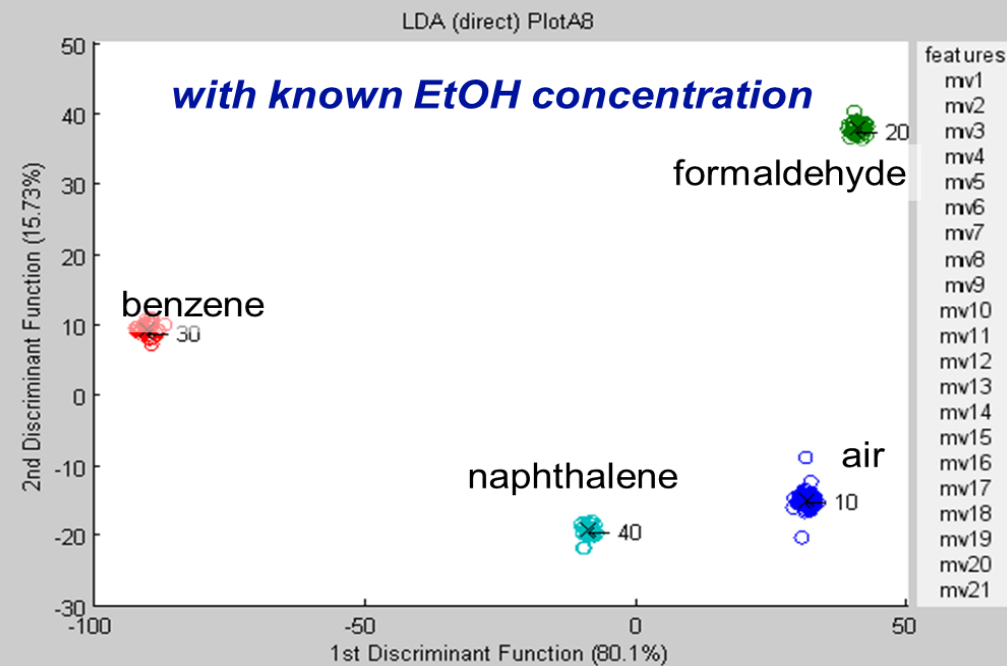 LDA (direct) PlotA8
with known EtOH concentration
50
40
30
20
10
0
-10
-20
-30
2nd Discriminant Function (15.73%)
20
formaldehyde
benzene
30
air
10
naphthalene
40
-100
-50
0
50
1st Discriminant Function (80.1%)
features
mv1
mv2
mv3
mv4
mv5
mv6
mv7
mv8
mv9
mv10
mv11
mv12
mv13
mv14
mv15
mv16
mv17
mv18
mv19
mv20
mv21